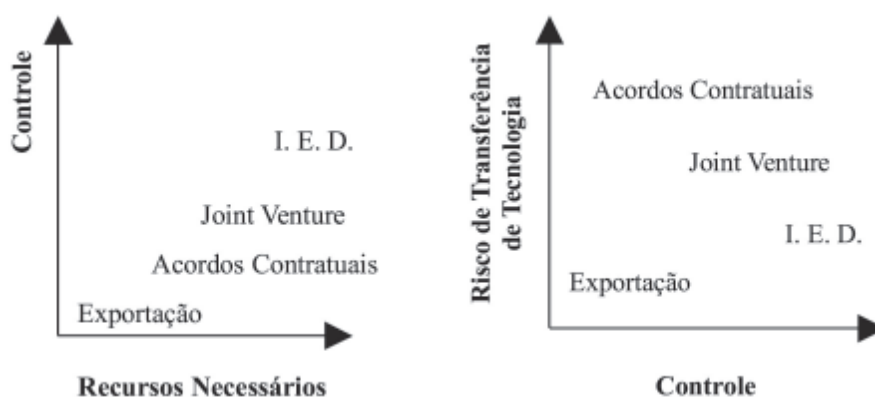 Controle
I. E. D.
Joint Venture
Acordos Contratuais
Exportação
Recursos Necessários
Risco de Transferência
de Tecnologia
Acordos Contratuais
Joint Venture
I. E. D.
Exportação
Controle